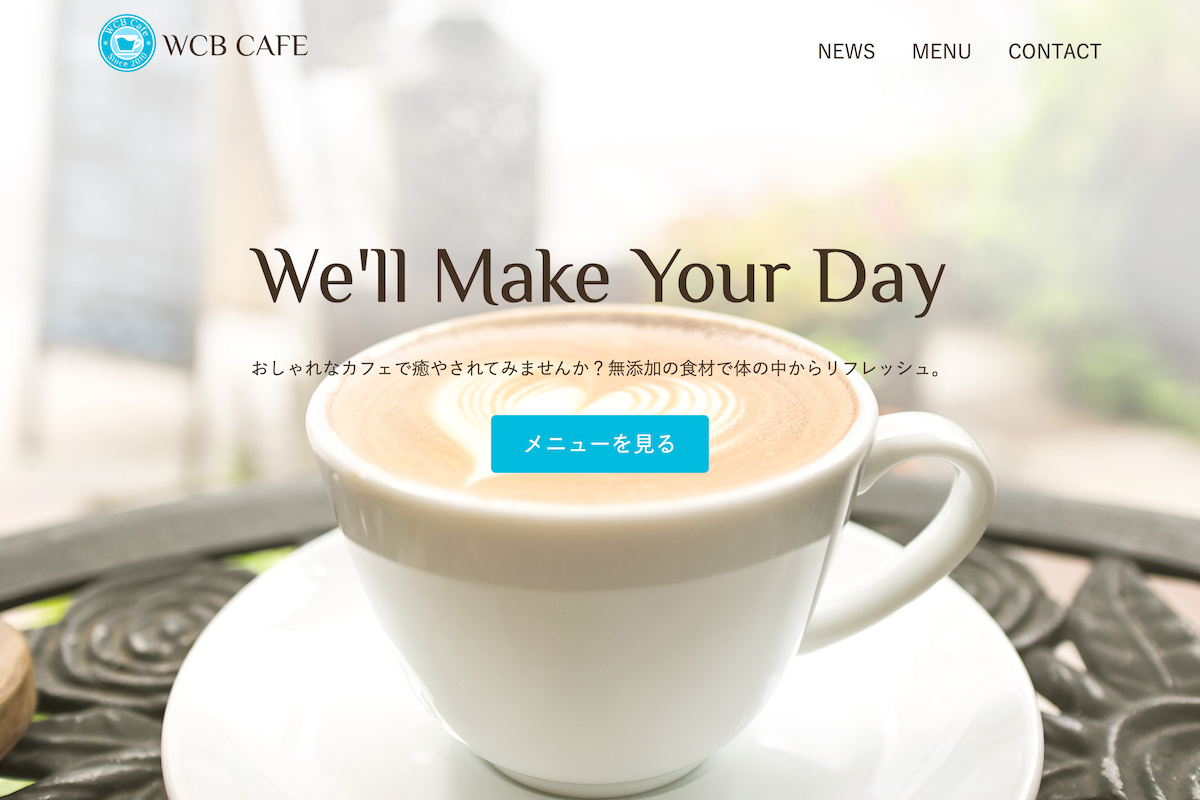 WCB Cafe
Since 2010
WCB CAFE
NEWS
MENU
CONTACT
We'll Make Your Day
おしゃれなカフェで癒やされてみませんか？無添加の食材で体の中からリフレッシュ。
メニューを見る